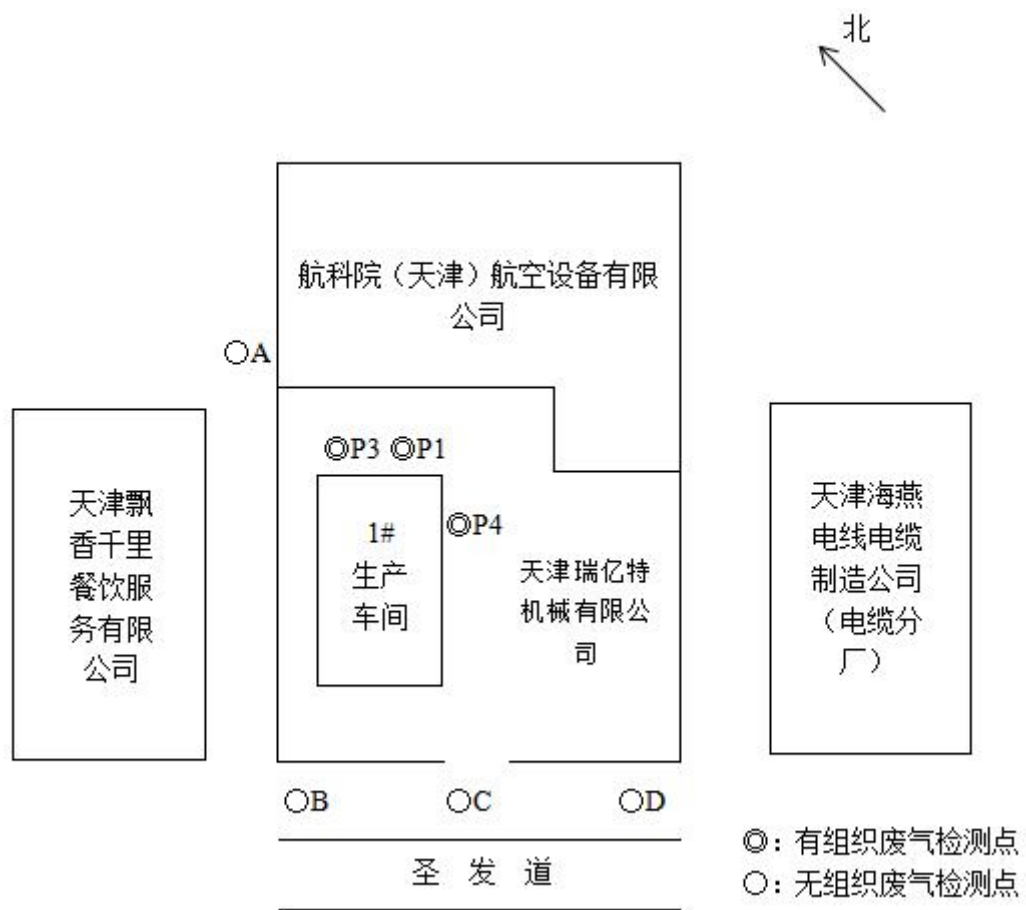 北
航科院（天津）航空设备有限
公司
○A
◎P3 ◎P1
天津飘
香千里
餐饮服
务有限
公司
1#
生产
车间
◎P4
天津瑞亿特
机械有限公
司
天津海燕
电线电缆
制造公司
（电缆分
厂）
○B
○C
○D
◎：有组织废气检测点
○：无组织废气检测点
圣 发 道